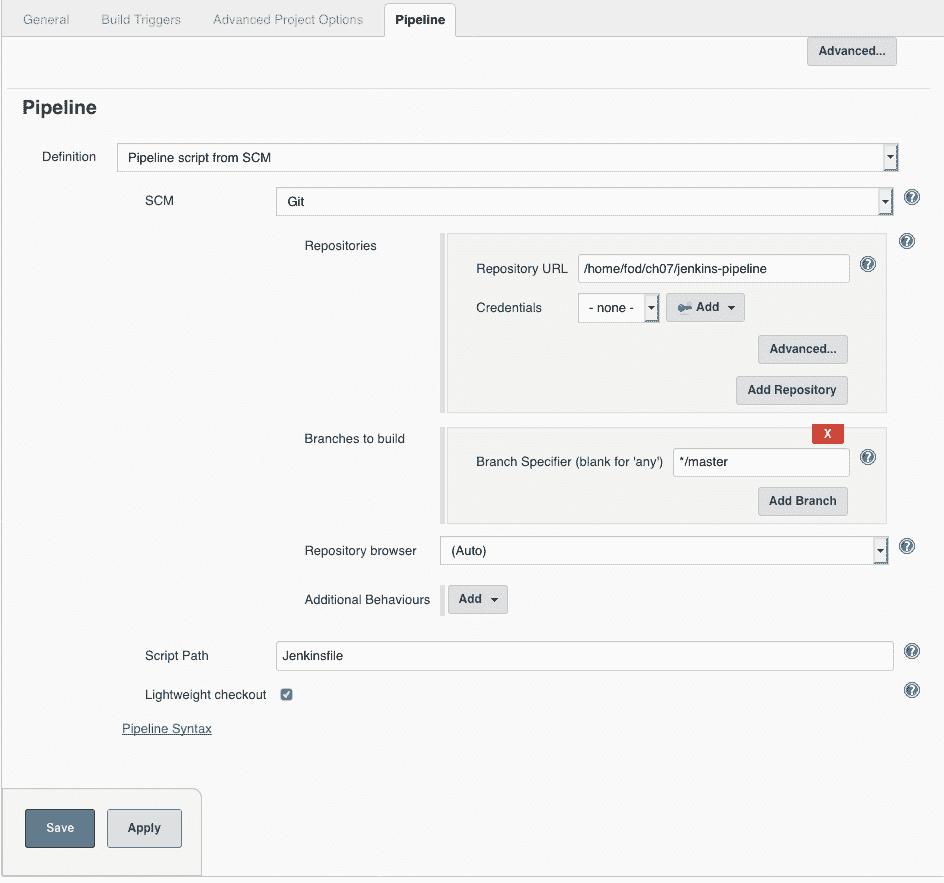 General Build Triggers Advanced Project Options Pipeline
Advanced...
Pipeline
Definition Pipeline script from SCM
SCM Git
Repositories
Repository URL /home/fod/ch07/jenkins-pipeline
Credentials - none - Add
Advanced...
Add Repository
Branches to build X
Branch Specifier (blank for 'any') */master
Add Branch
Repository browser (Auto)
Additional Behaviours Add
Script Path Jenkinsfile
Lightweight checkout
Pipeline Syntax
Save Apply